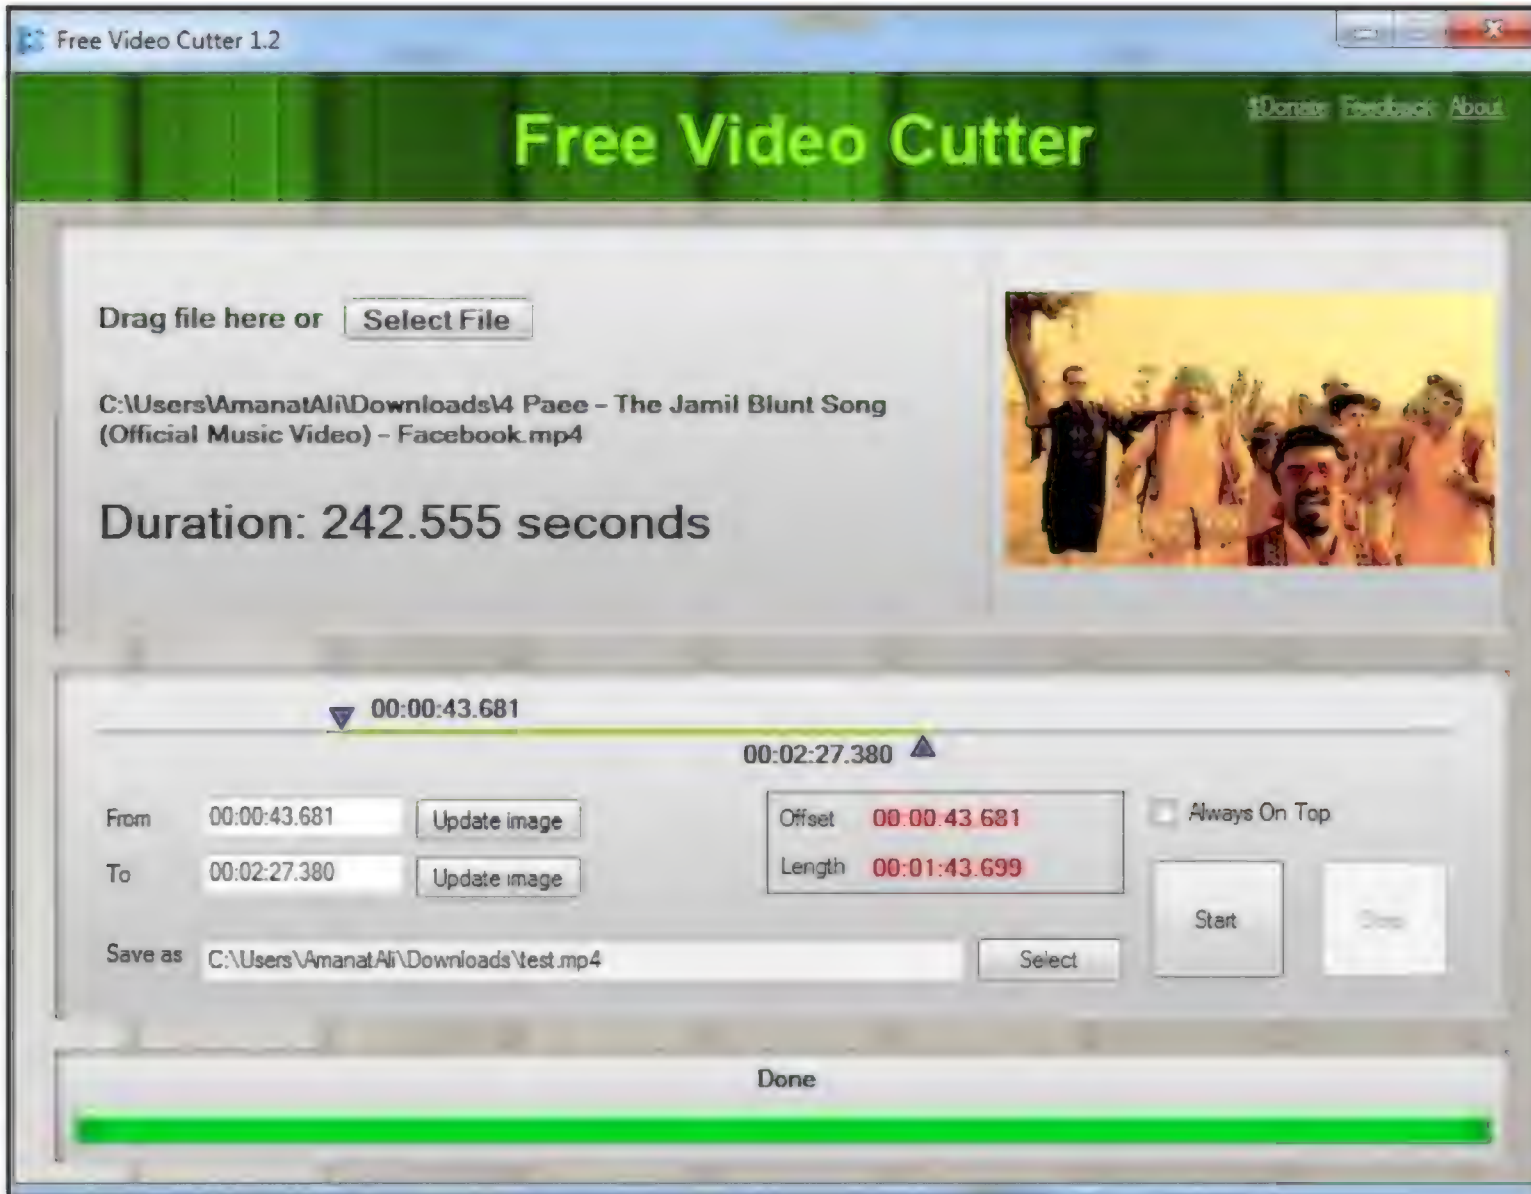 Free Video Cutter 1.2
$Donate Feedback About
Free Video Cutter
Drag file here or Select File
C:\Users\AmanatAli\Downloads\4 Pace - The Jamil Blunt Song
(Official Music Video) - Facebook.mp4
Duration: 242.555 seconds
00:00:43.681
00:02:27.380
From 00:00:43.681 Update image
Offset 00:00:43.681
Always On Top
To 00:02:27.380 Update image
Length 00:01:43.699
Start
Save as C:\Users\AmanatAli\Downloads\test.mp4 Select
Done